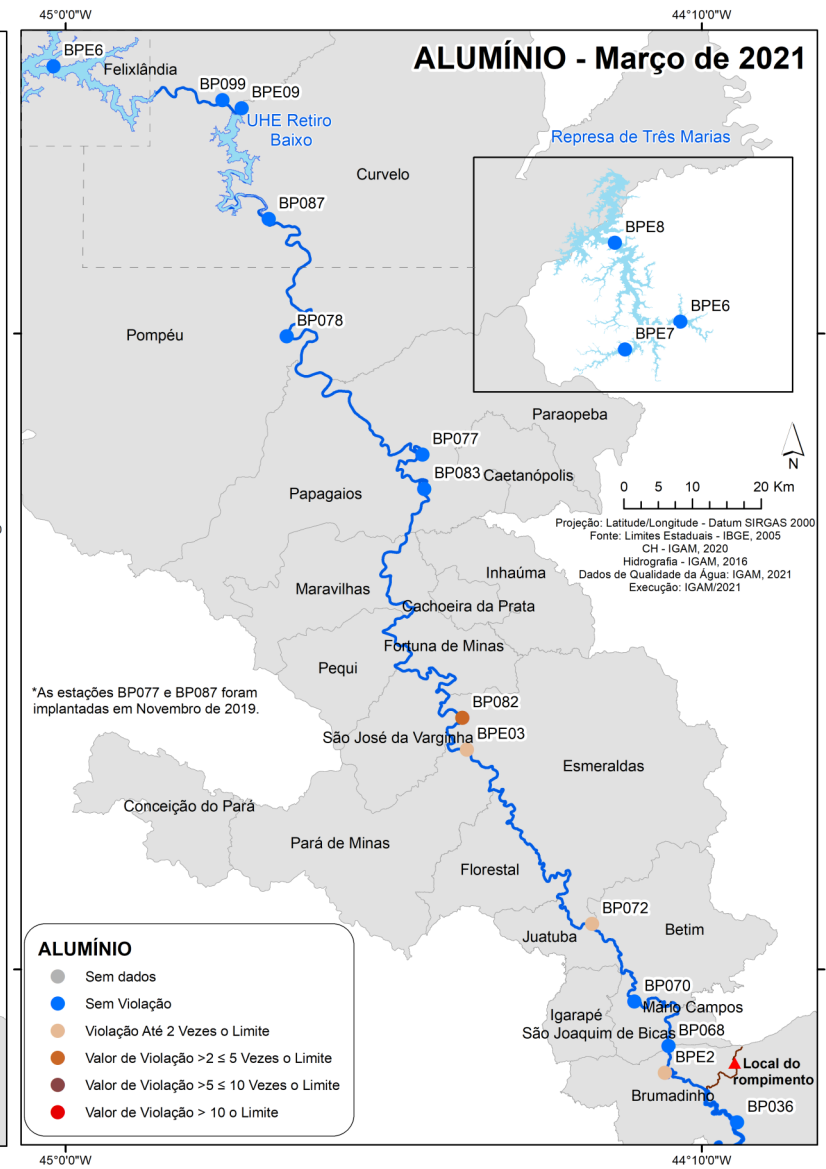 45°0'0"W
44°10'0"W
ALUMÍNIO - Março de 2021
BPE6
Felixlândia
BP099
BPE09
UHE Retiro
Baixo
Represa de Três Marias
Curvelo
BP087
BPE8
BPE6
BPE7
BP078
Pompéu
Paraopeba
BP077
BP083
Caetanópolis
Papagaios
N
0 5 10 20 Km
Projeção: Latitude/Longitude - Datum SIRGAS 2000
Fonte: Limites Estaduais - IBGE, 2005
CH - IGAM, 2020
Hidrografia - IGAM, 2016
Dados de Qualidade da Água: IGAM, 2021
Execução: IGAM/2021
Inhaúma
Maravilhas
Cachoeira da Prata
Fortuna de Minas
Pequi
*As estações BP077 e BP087 foram
implantadas em Novembro de 2019.
BP082
São José da Varginha
BPE03
Esmeraldas
Conceição do Pará
Pará de Minas
Florestal
BP072
Juatuba
Betim
BP070
Mário Campos
Igarapé
São Joaquim de Bicas
BP068
BPE2
Local do
rompimento
Brumadinho
BP036
ALUMÍNIO
Sem dados
Sem Violação
Violação Até 2 Vezes o Limite
Valor de Violação >2 ≤ 5 Vezes o Limite
Valor de Violação >5 ≤ 10 Vezes o Limite
Valor de Violação > 10 o Limite
45°0'0"W
44°10'0"W